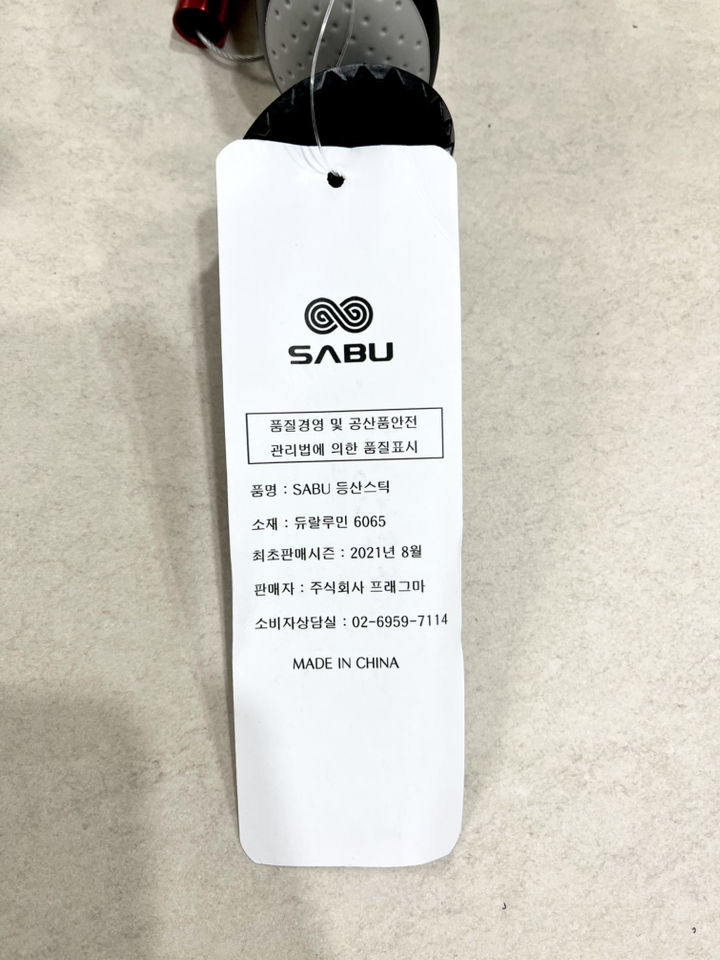 SABU
품질경영 및 공산품안전
관리법에 의한 품질표시
품명 : SABU 등산스틱
소재 : 듀랄루민 6065
최초판매시즌 : 2021년 8월
판매자 : 주식회사 프래그마
소비자상담실 : 02-6959-7114
MADE IN CHINA